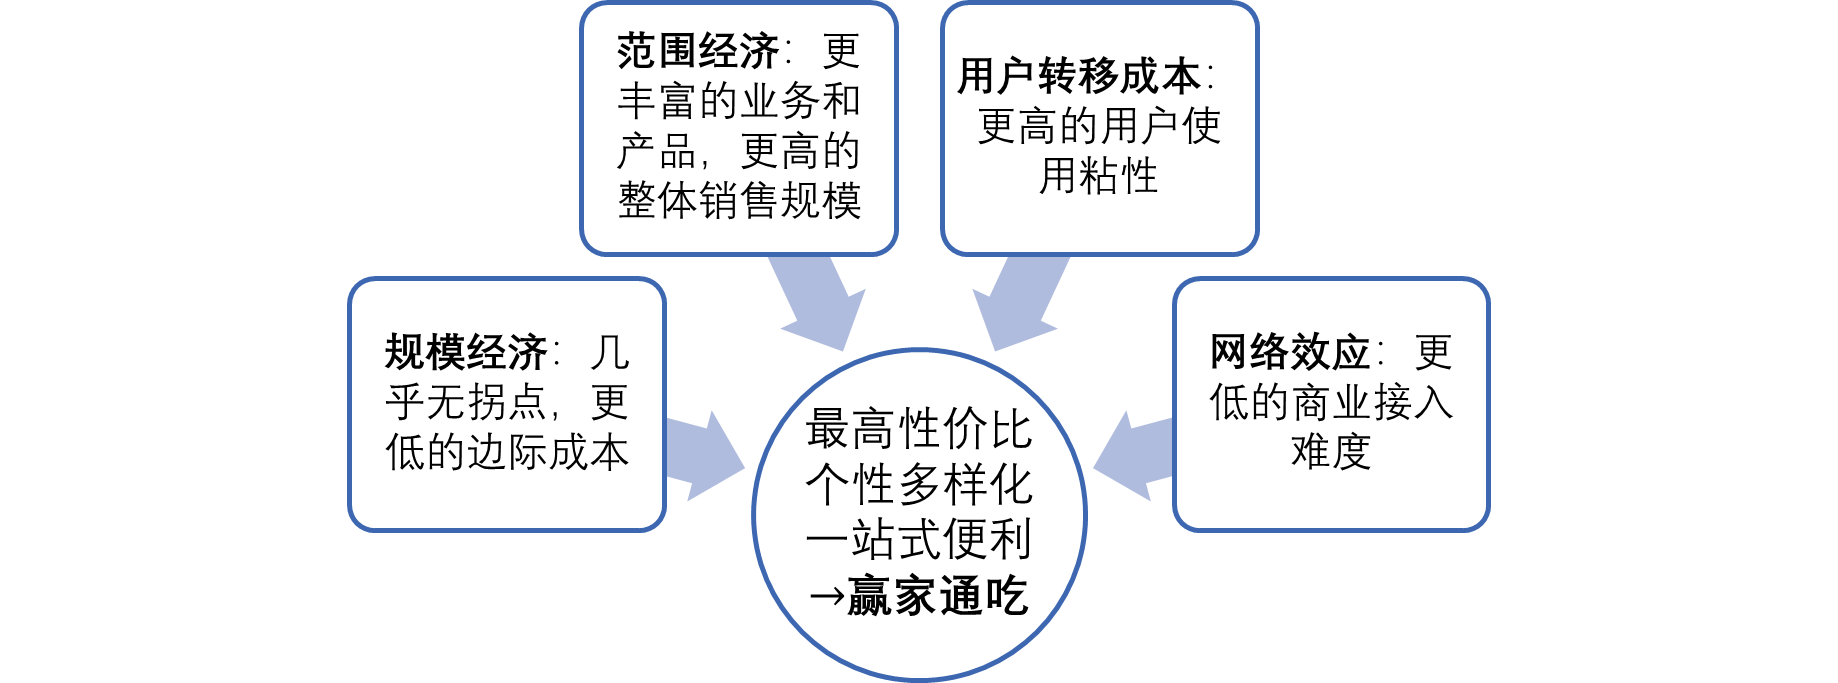 范围经济：更
丰富的业务和
产品，更高的
整体销售规模
用户转移成本：
更高的用户使
用粘性
规模经济：几
乎无拐点，更
低的边际成本
网络效应：更
低的商业接入
难度
最高性价比
个性多样化
一站式便利
→赢家通吃